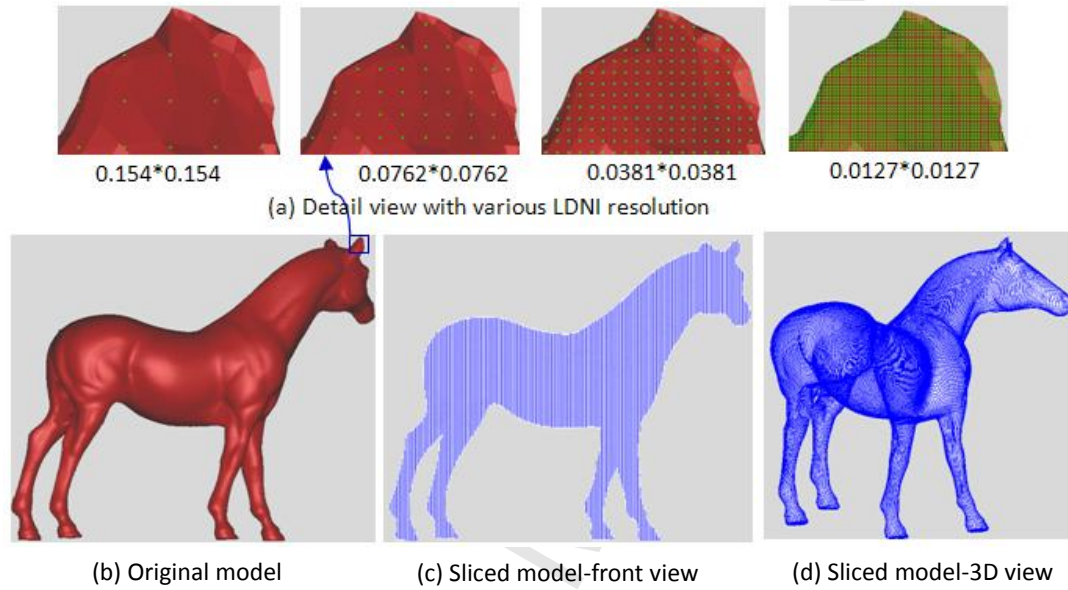 0.154*0.154
0.0762*0.0762
0.0381*0.0381
0.0127*0.0127
(a) Detail view with various LDNI resolution
(b) Original model
(c) Sliced model-front view
(d) Sliced model-3D view